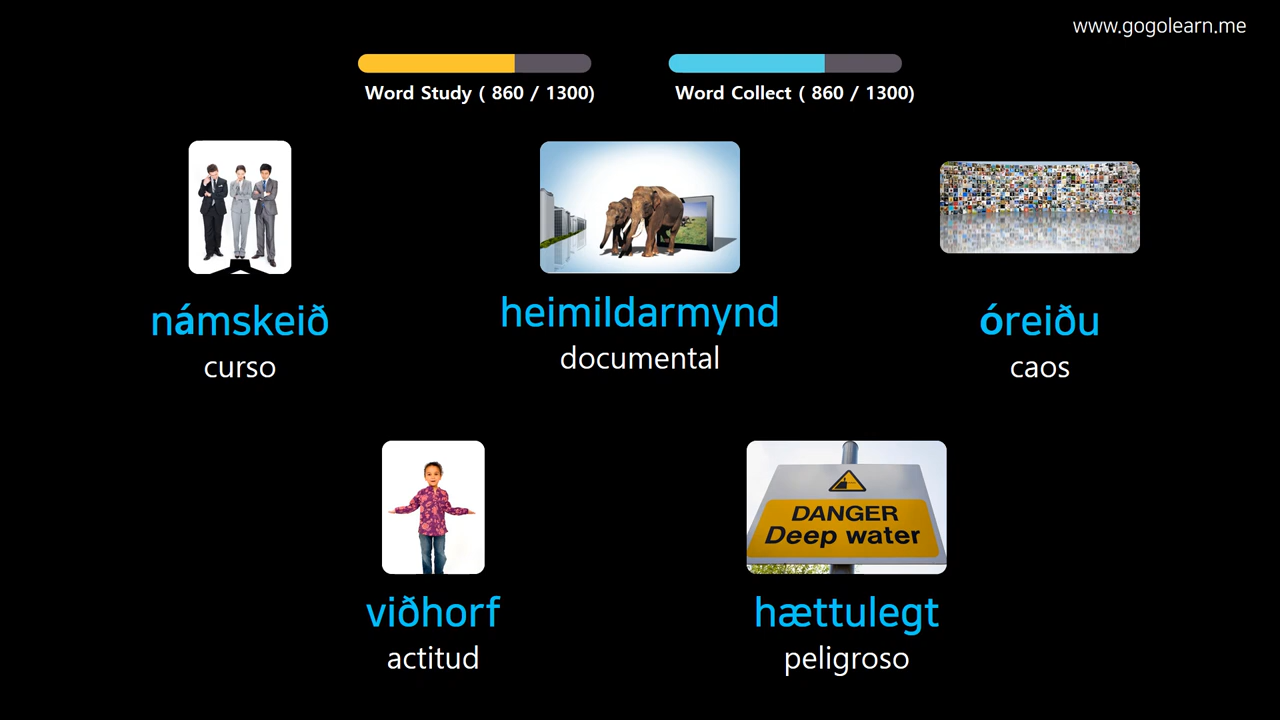 www.gogolearn.me
Word Study ( 860 / 1300)
Word Collect ( 860 / 1300)
námskeið
curso
heimildarmynd
documental
óreiðu
caos
DANGER
Deep water
viðhorf
actitud
hættulegt
peligroso